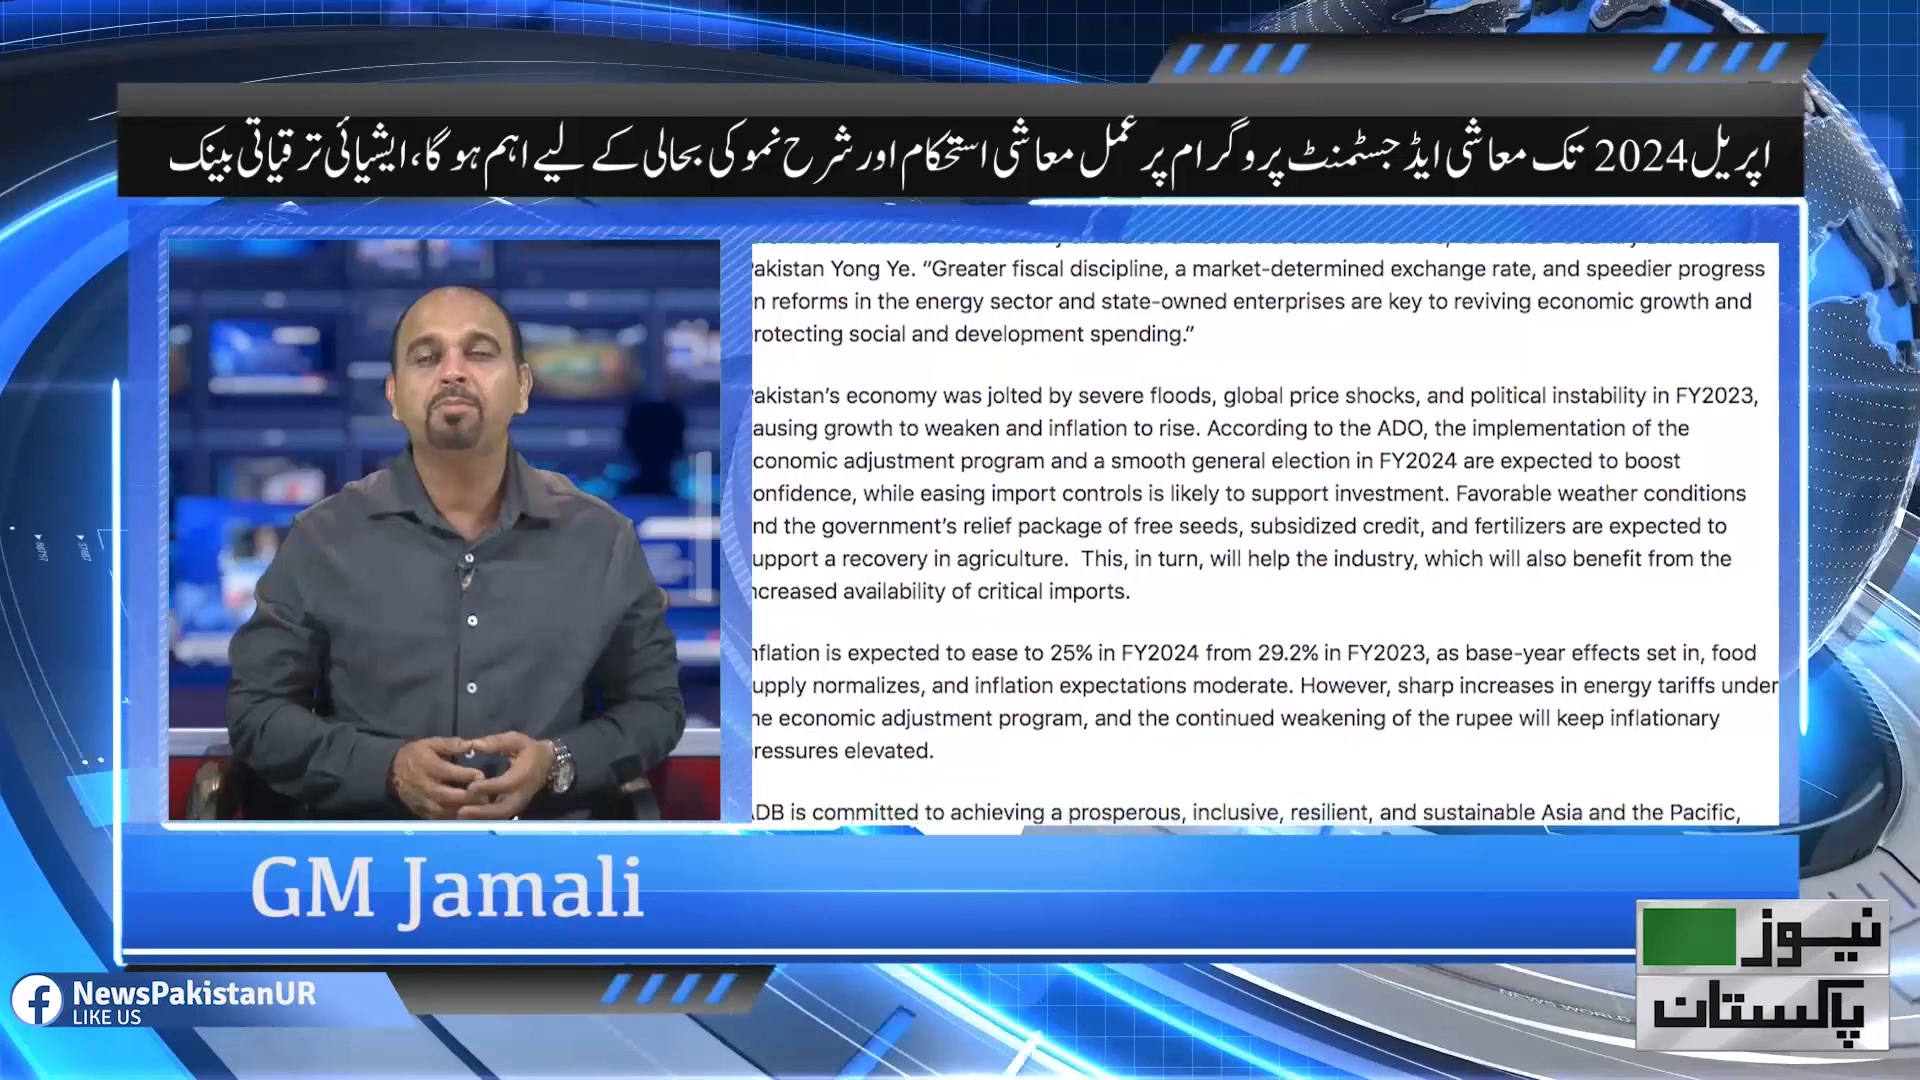 اپریل 2024 تک معاشی ایڈجسٹمنٹ پروگرام پر عمل معاشی استحکام اور شرح نمو کی بحالی کے لیے اہم ہو گا، ایشیائی ترقیاتی بینک
akistan Yong Ye. “Greater fiscal discipline, a market-determined exchange rate, and speedier progress
n reforms in the energy sector and state-owned enterprises are key to reviving economic growth and
rotecting social and development spending.”
akistan’s economy was jolted by severe floods, global price shocks, and political instability in FY2023,
ausing growth to weaken and inflation to rise. According to the ADO, the implementation of the
conomic adjustment program and a smooth general election in FY2024 are expected to boost
onfidence, while easing import controls is likely to support investment. Favorable weather conditions
nd the government’s relief package of free seeds, subsidized credit, and fertilizers are expected to
upport a recovery in agriculture. This, in turn, will help the industry, which will also benefit from the
ncreased availability of critical imports.
nflation is expected to ease to 25% in FY2024 from 29.2% in FY2023, as base-year effects set in, food
upply normalizes, and inflation expectations moderate. However, sharp increases in energy tariffs under
he economic adjustment program, and the continued weakening of the rupee will keep inflationary
ressures elevated.
DB is committed to achieving a prosperous, inclusive, resilient, and sustainable Asia and the Pacific,
GM Jamali
نیوز
پاکستان
NewsPakistanUR
LIKE US